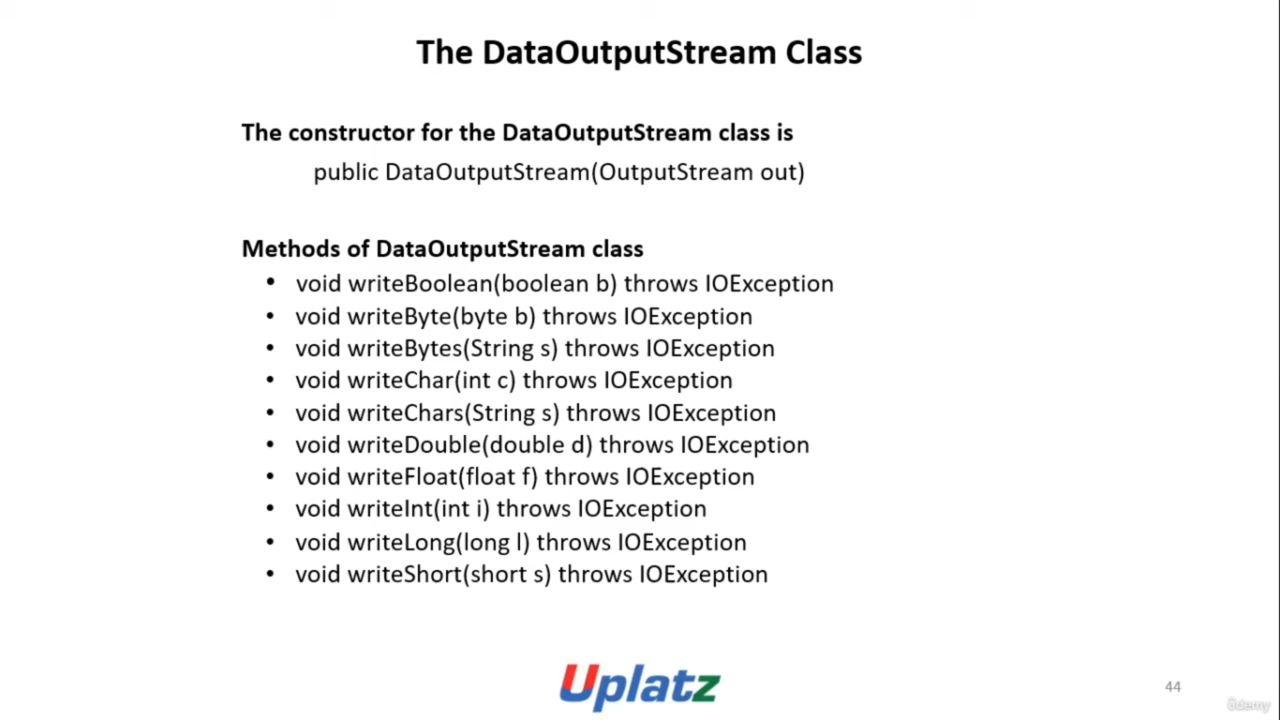 The DataOutputStream Class
The constructor for the DataOutputStream class is
public DataOutputStream(OutputStream out)
Methods of DataOutputStream class
• void writeBoolean(boolean b) throws IOException
• void writeByte(byte b) throws IOException
• void writeBytes(String s) throws IOException
• void writeChar(int c) throws IOException
• void writeChars(String s) throws IOException
• void writeDouble(double d) throws IOException
• void writeFloat(float f) throws IOException
• void writeInt(int i) throws IOException
• void writeLong(long l) throws IOException
• void writeShort(short s) throws IOException
Uplatz
44
ûdemy